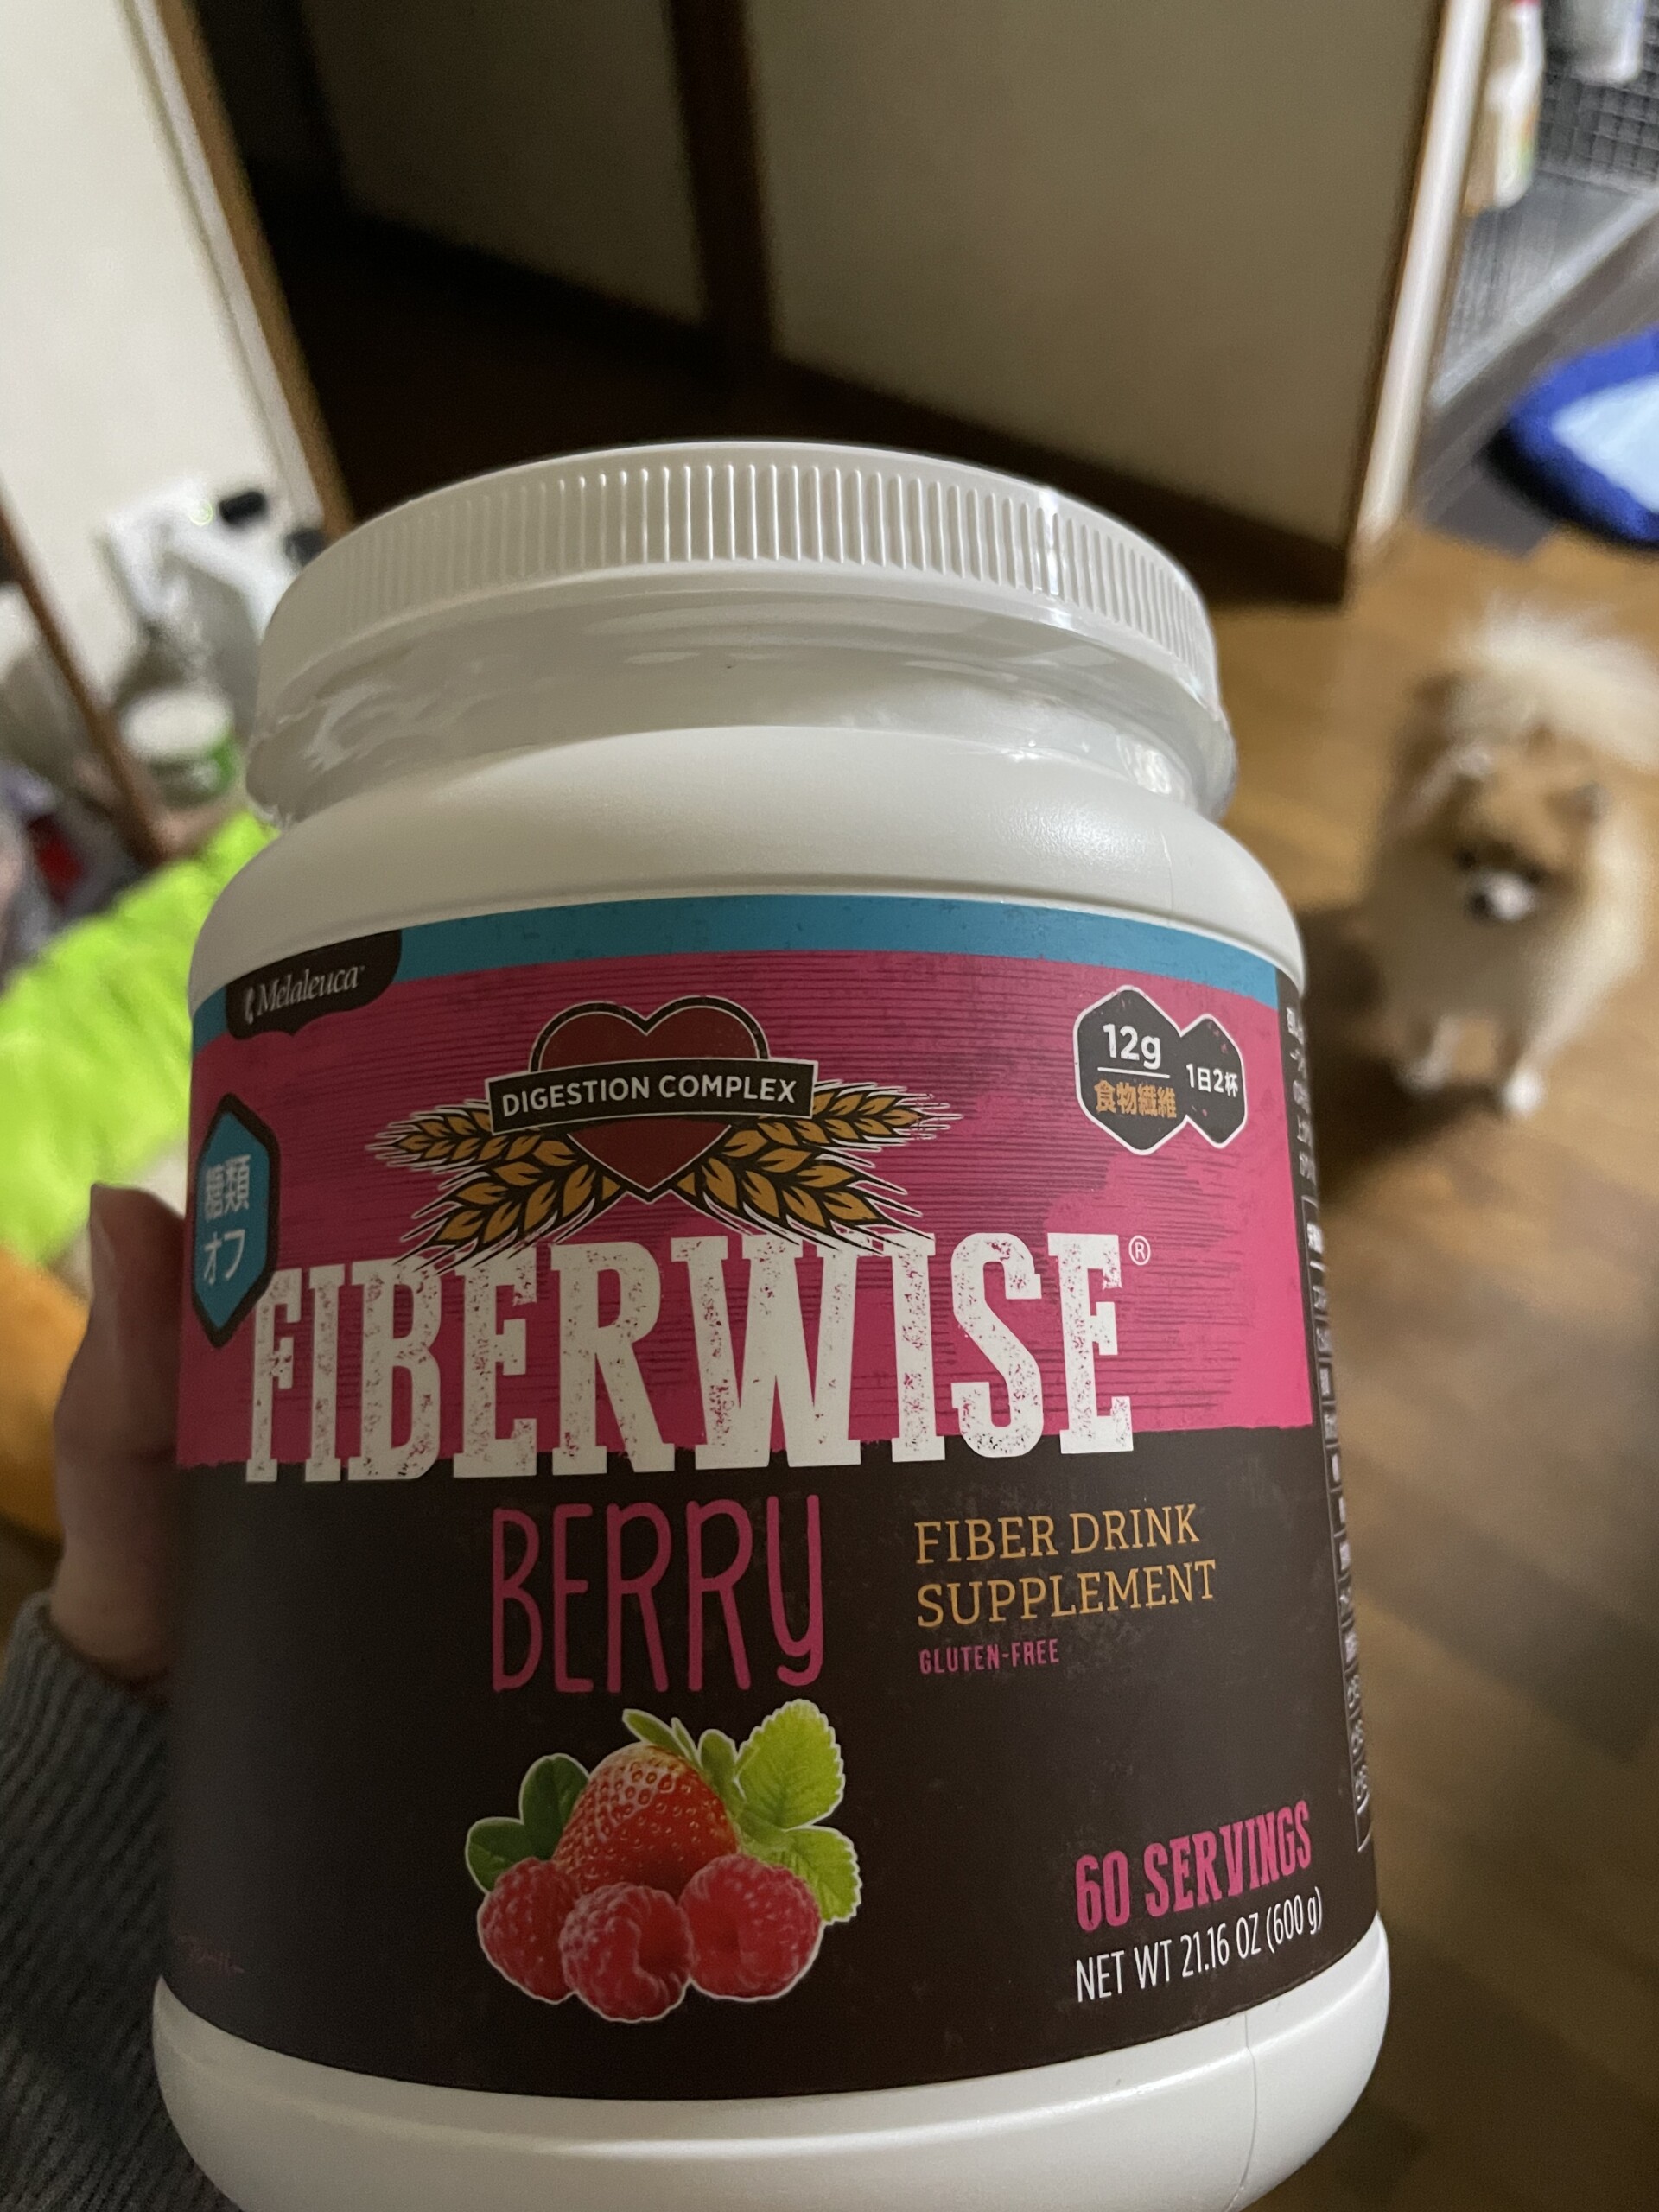 Melaleuca
DIGESTION COMPLEX
12g
食物繊維
1日2杯
糖類
オフ
FIBERWISE®
BERRY
FIBER DRINK
SUPPLEMENT
GLUTEN-FREE
60 SERVINGS
NET WT 21.16 OZ (600 g)